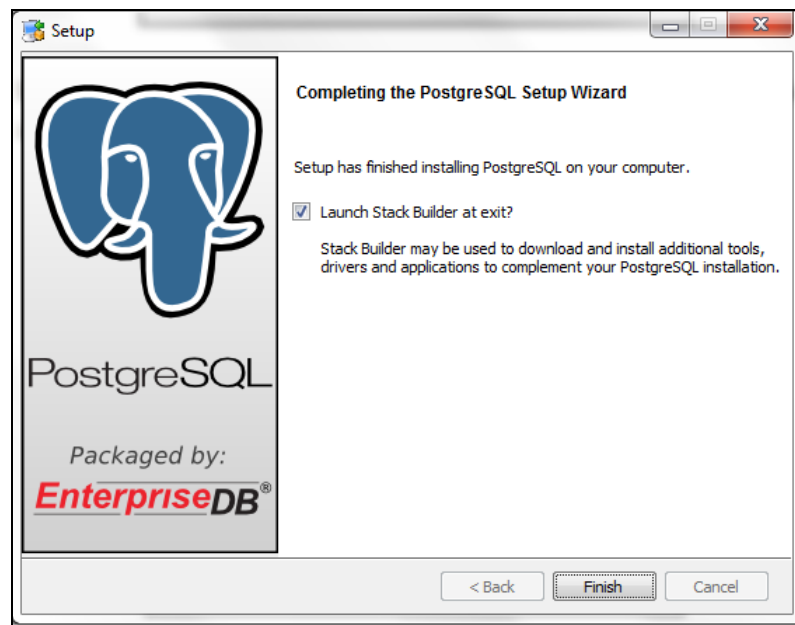 Setup
Completing the PostgreSQL Setup Wizard
Setup has finished installing PostgreSQL on your computer.
Launch Stack Builder at exit?
Stack Builder may be used to download and install additional tools,
drivers and applications to complement your PostgreSQL installation.
PostgreSQL
Packaged by:
EnterpriseDB®
< Back
Finish
Cancel